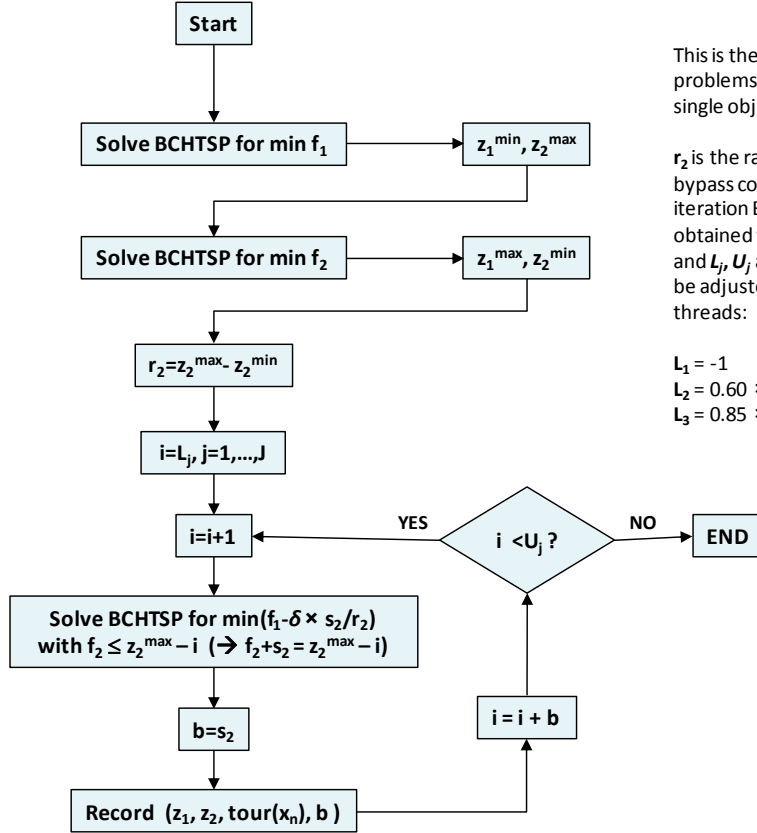 Start
Solve BCHTSP for min f₁
z₁ᵐⁱⁿ, z₂ᵐᵃˣ
Solve BCHTSP for min f₂
z₁ᵐᵃˣ, z₂ᵐⁱⁿ
r₂=z₂ᵐᵃˣ- z₂ᵐⁱⁿ
i=Lⱼ, j=1,...,J
i=i+1
YES
i <Uⱼ ?
NO
END
Solve BCHTSP for min(f₁-δ × s₂/r₂)
with f₂ ≤ z₂ᵐᵃˣ – i (→ f₂+s₂ = z₂ᵐᵃˣ – i)
b=s₂
i = i + b
Record (z₁, z₂, tour(xₙ), b )
This is the
problems
single obj
r₂ is the ra
bypass co
iteration
obtained
and Lⱼ, Uⱼ
be adjuste
threads:
L₁ = -1
L₂ = 0.60
L₃ = 0.85